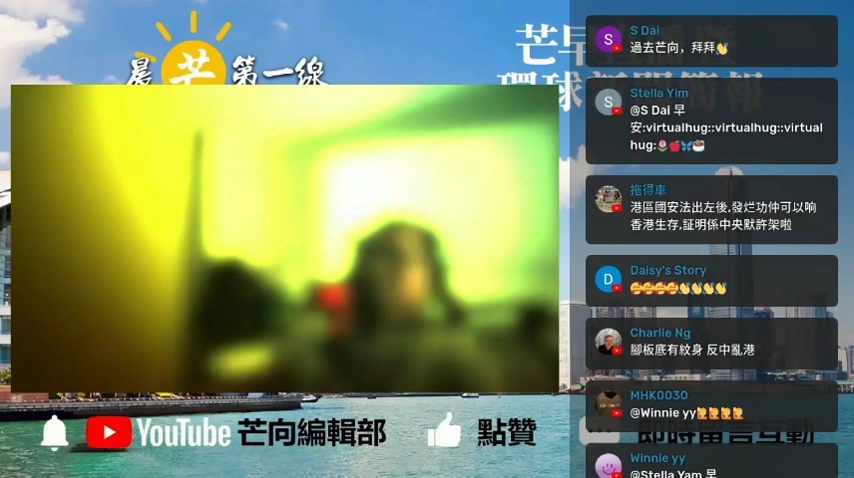 晨芒第一線
芒早
環球新聞簡報
YouTube 芒向編輯部
點贊
即時留言互動
S Dai
過去芒向，拜拜👋
Stella Yim
@S Dai 早
安:virtualhug::virtualhug::virtual
hug:🌷🍎🦋🍰
拖得車
港區國安法出左後,發烂功仲可以响
香港生存,証明係中央默許架啦
Daisy's Story
🥰🥰🥰🥰👋👋👋👋
Charlie Ng
腳板底有紋身 反中亂港
MHK0030
@Winnie yy
Winnie yy
@Stella Yam 早